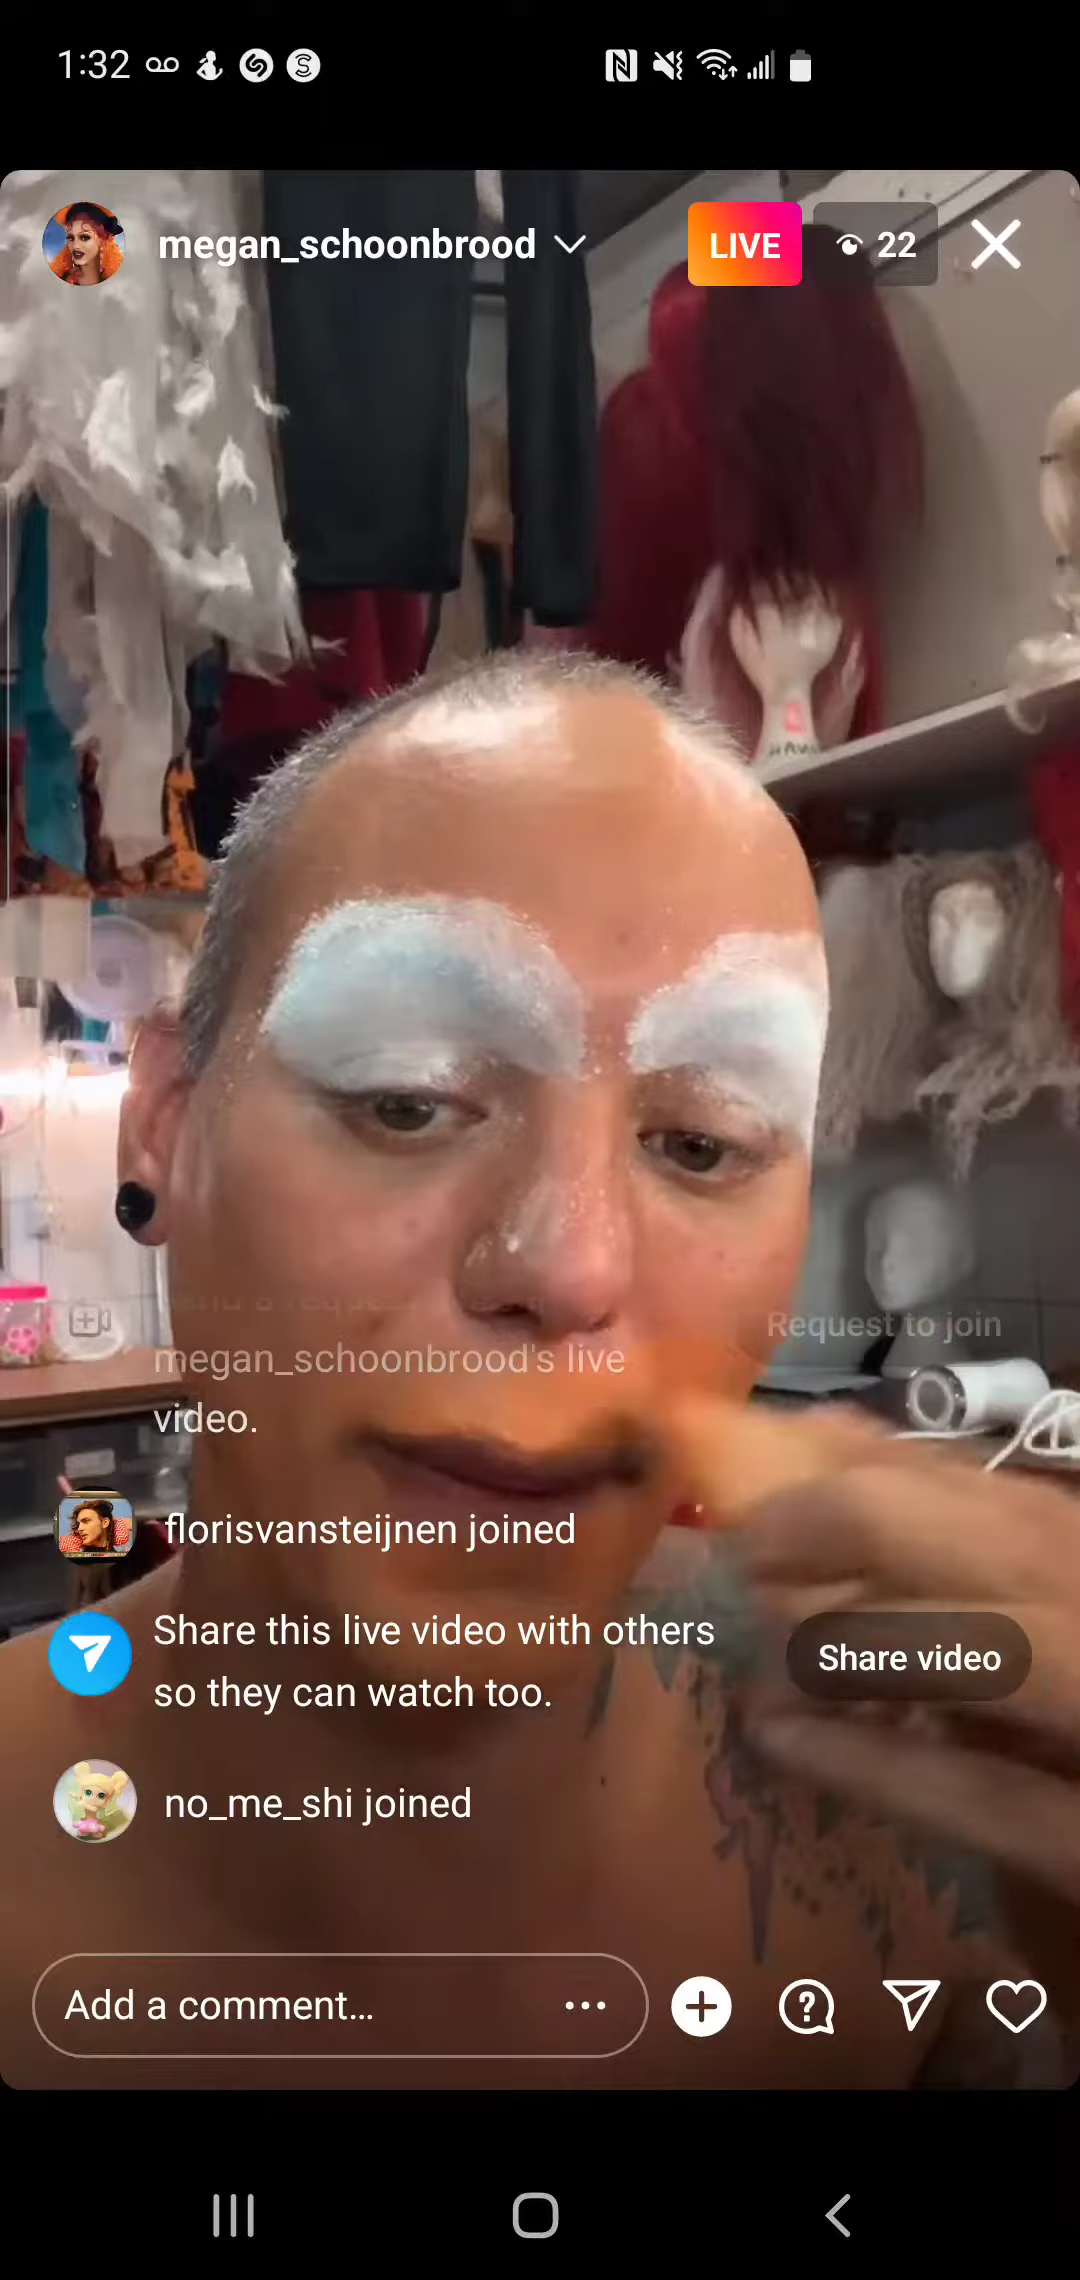 1:32
megan_schoonbrood
LIVE
22
Request to join
megan_schoonbrood's live
video.
florisvansteijnen joined
Share this live video with others
so they can watch too.
Share video
no_me_shi joined
Add a comment...